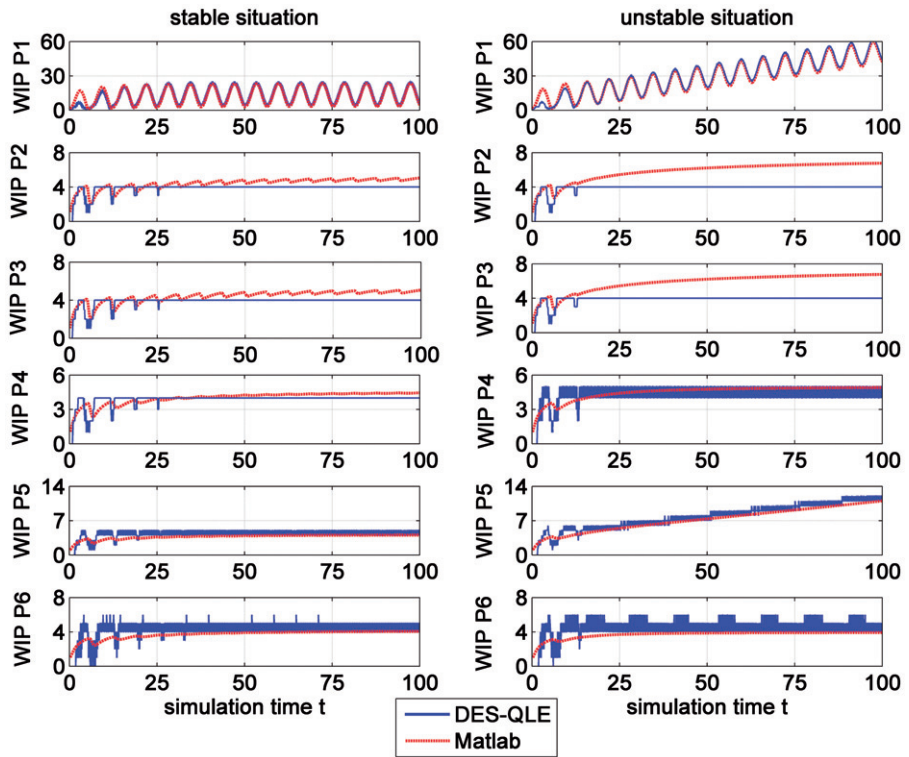 stable situation
unstable situation
WIP P1
60
30
0
0 25 50 75 100
WIP P1
60
30
0
0 25 50 75 100
WIP P2
8
4
0
0 25 50 75 100
WIP P2
8
4
0
0 25 50 75 100
WIP P3
8
4
0
0 25 50 75 100
WIP P3
8
4
0
0 25 50 75 100
WIP P4
6
3
0
0 25 50 75 100
WIP P4
6
3
0
0 25 50 75 100
WIP P5
14
7
0
0 25 50 75 100
WIP P5
14
7
0
0 50 100
WIP P6
8
4
0
0 25 50 75 100
WIP P6
8
4
0
0 25 50 75 100
simulation time t
simulation time t
DES-QLE
Matlab